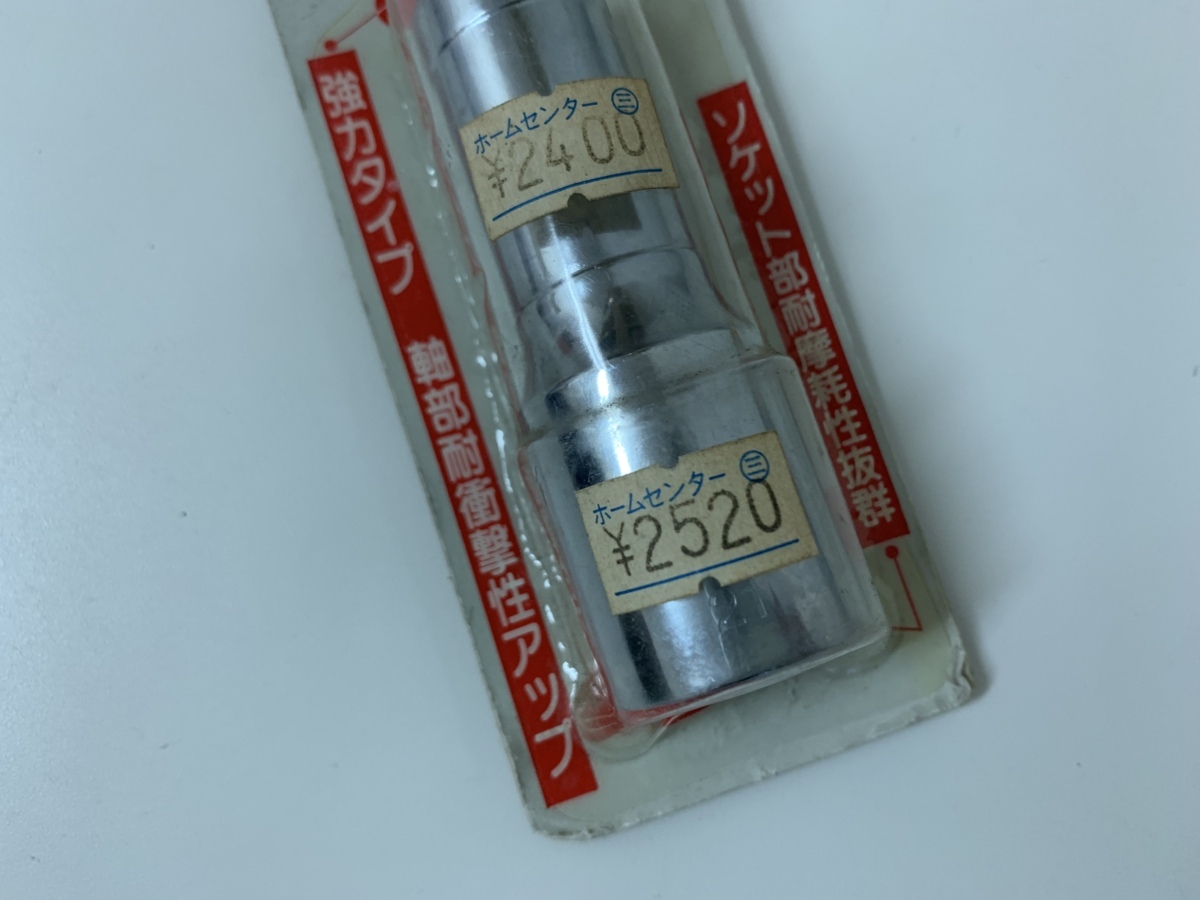 強力タイプ 軸部耐衝撃性アップ
ホームセンター ㊂
¥2400
ホームセンター ㊂
¥2520
ソケット部耐摩耗性抜群